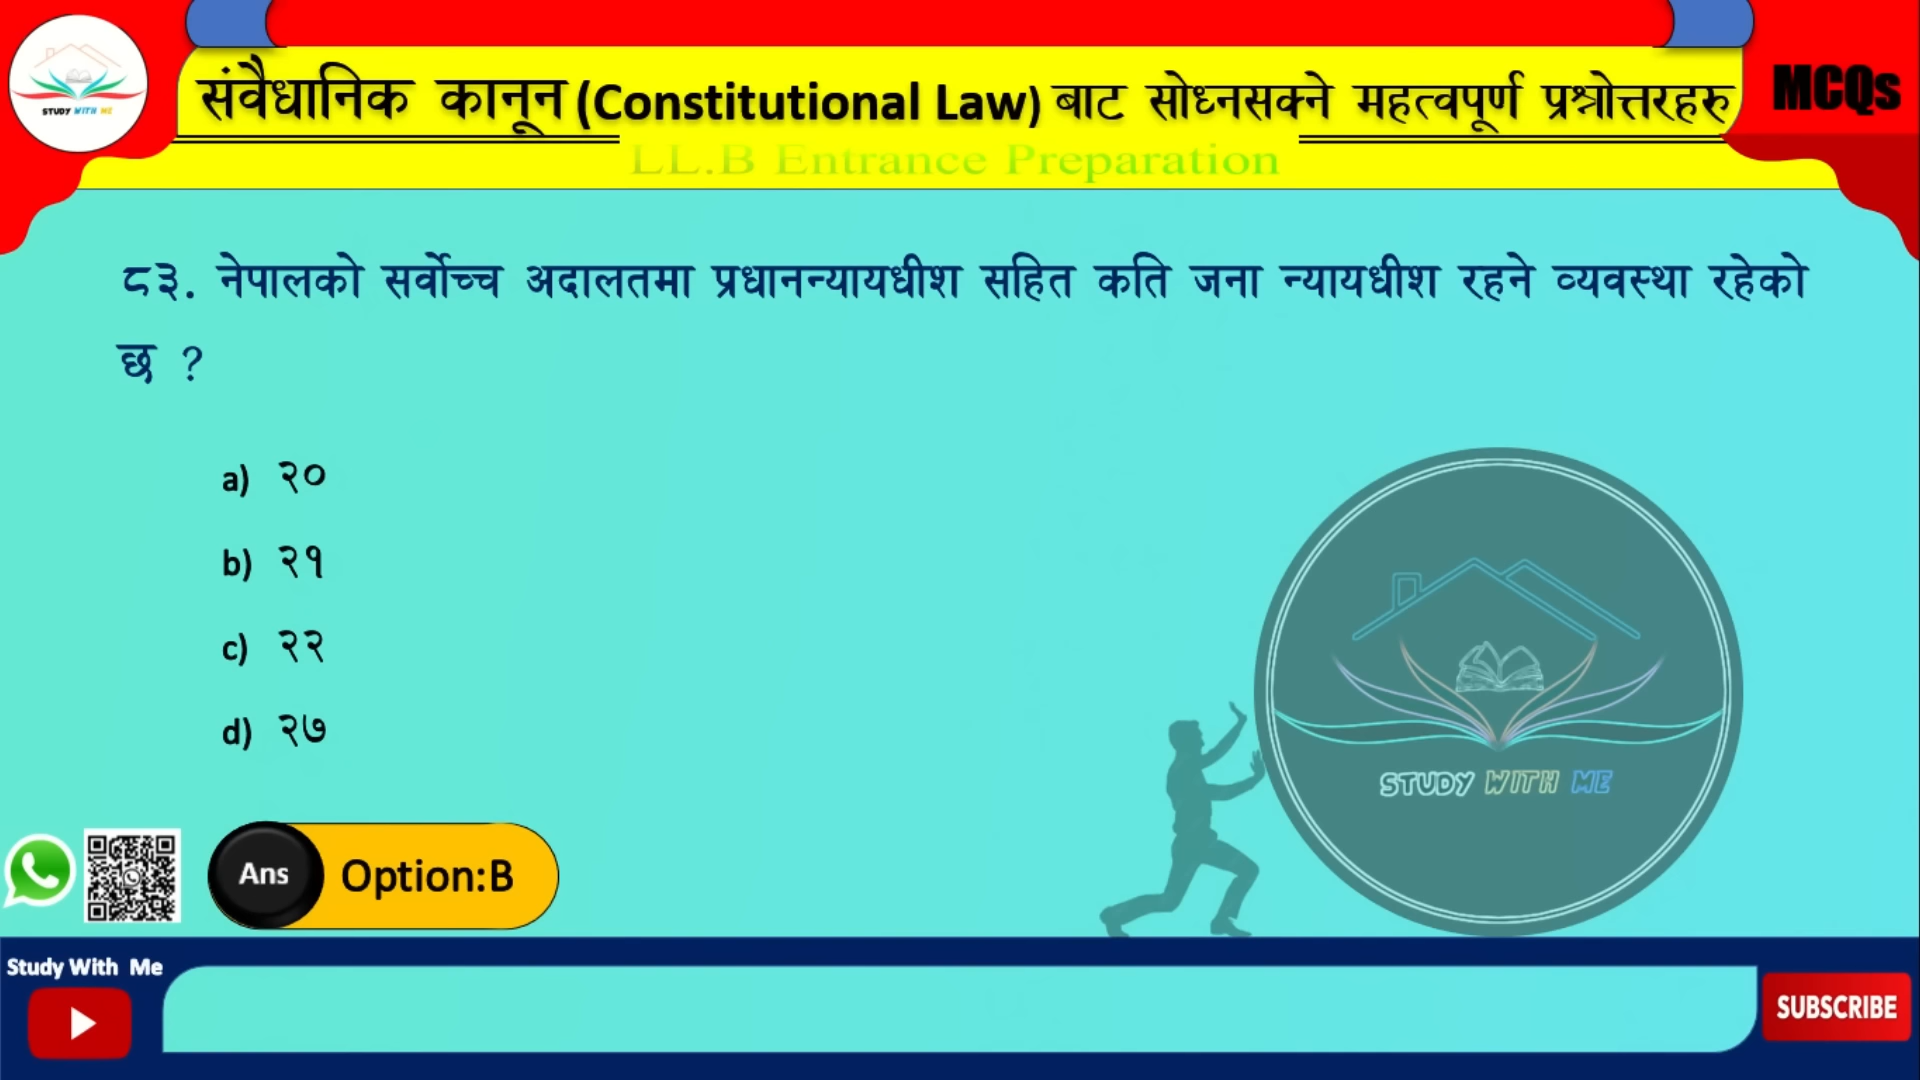 संवैधानिक कानून (Constitutional Law) बाट सोध्नसक्ने महत्वपूर्ण प्रश्नोत्तरहरु
MCQs
STUDY WITH ME
LL.B Entrance Preparation
८३. नेपालको सर्वोच्च अदालतमा प्रधानन्यायधीश सहित कति जना न्यायधीश रहने व्यवस्था रहेको
छ ?
a) २०
b) २१
c) २२
d) २७
STUDY WITH ME
Ans Option:B
Study With Me
SUBSCRIBE